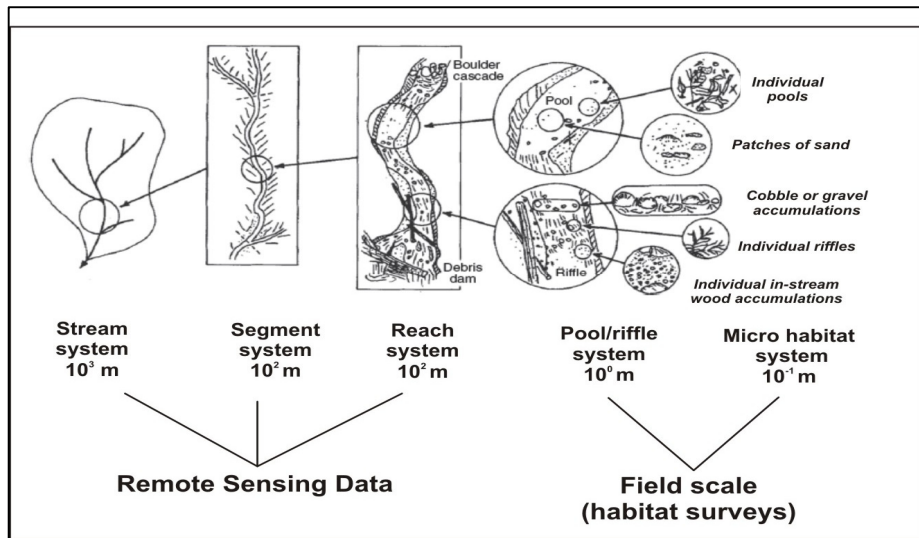 Boulder
cascade
Pool
Individual
pools
Patches of sand
Cobble or gravel
accumulations
Individual riffles
Riffle
Debris
dam
Individual in-stream
wood accumulations
Stream
system
10³ m
Segment
system
10² m
Reach
system
10² m
Pool/riffle
system
10⁰ m
Micro habitat
system
10⁻¹ m
Remote Sensing Data
Field scale
(habitat surveys)